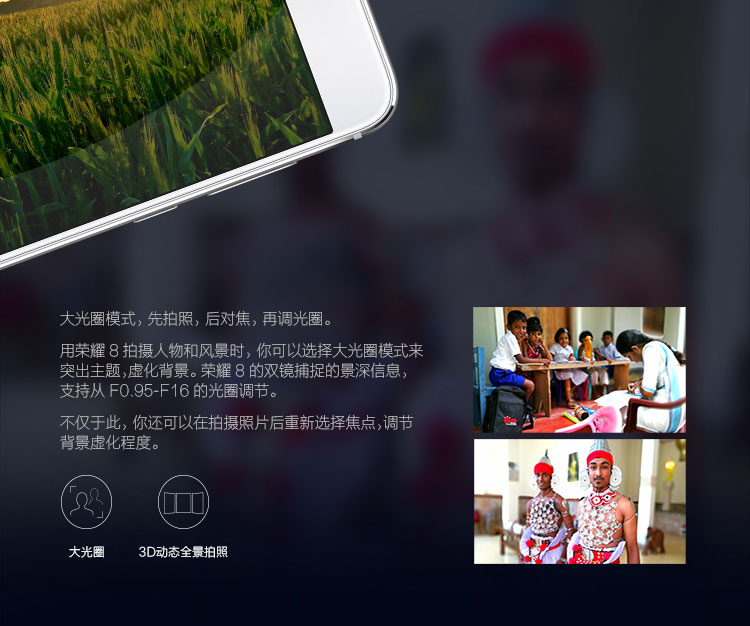 大光圈模式，先拍照，后对焦，再调光圈。
用荣耀 8 拍摄人物和风景时，你可以选择大光圈模式来
突出主题，虚化背景。荣耀 8 的双镜捕捉的景深信息，
支持从 F0.95-F16 的光圈调节。
不仅于此，你还可以在拍摄照片后重新选择焦点，调节
背景虚化程度。
大光圈
3D动态全景拍照